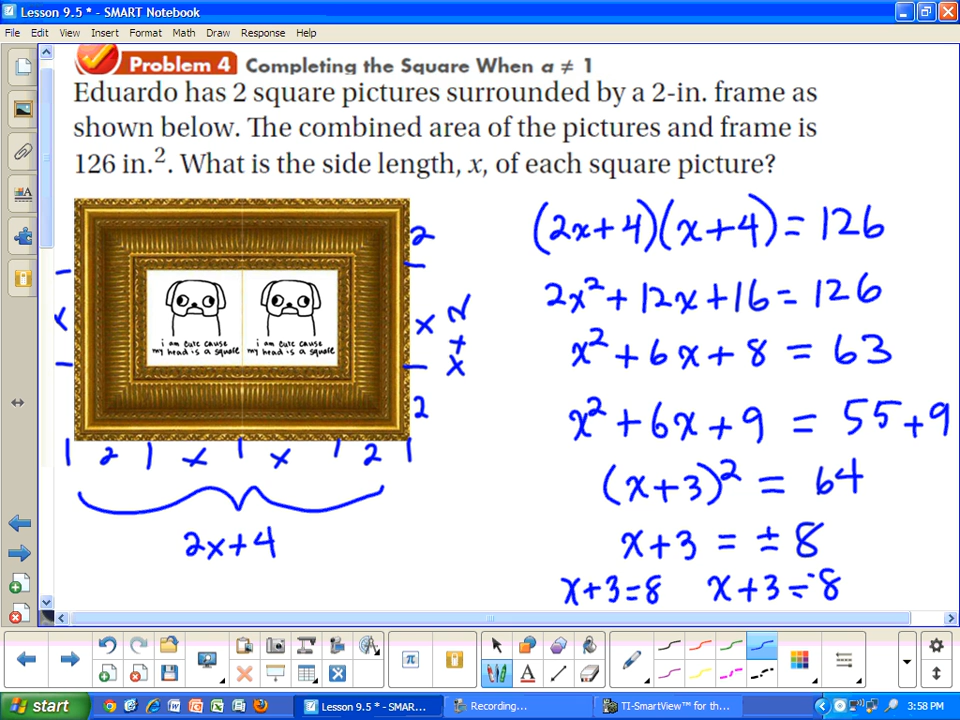 Lesson 9.5 * - SMART Notebook
File Edit View Insert Format Math Draw Response Help
Problem 4 Completing the Square When a ≠ 1
Eduardo has 2 square pictures surrounded by a 2-in. frame as
shown below. The combined area of the pictures and frame is
126 in.². What is the side length, x, of each square picture?
2
x
x
2
x
+
2
i am cute cause
my head is a square
i am cute cause
my head is a square
2 x x 2
2x+4
(2x+4)(x+4)=126
2x²+12x+16=126
x²+6x+8=63
x²+6x+9=55+9
(x+3)²=64
x+3=±8
x+3=8 x+3=-8
π
A
start
Lesson 9.5 * - SMAR...
Recording...
TI-SmartView™ for th...
3:58 PM